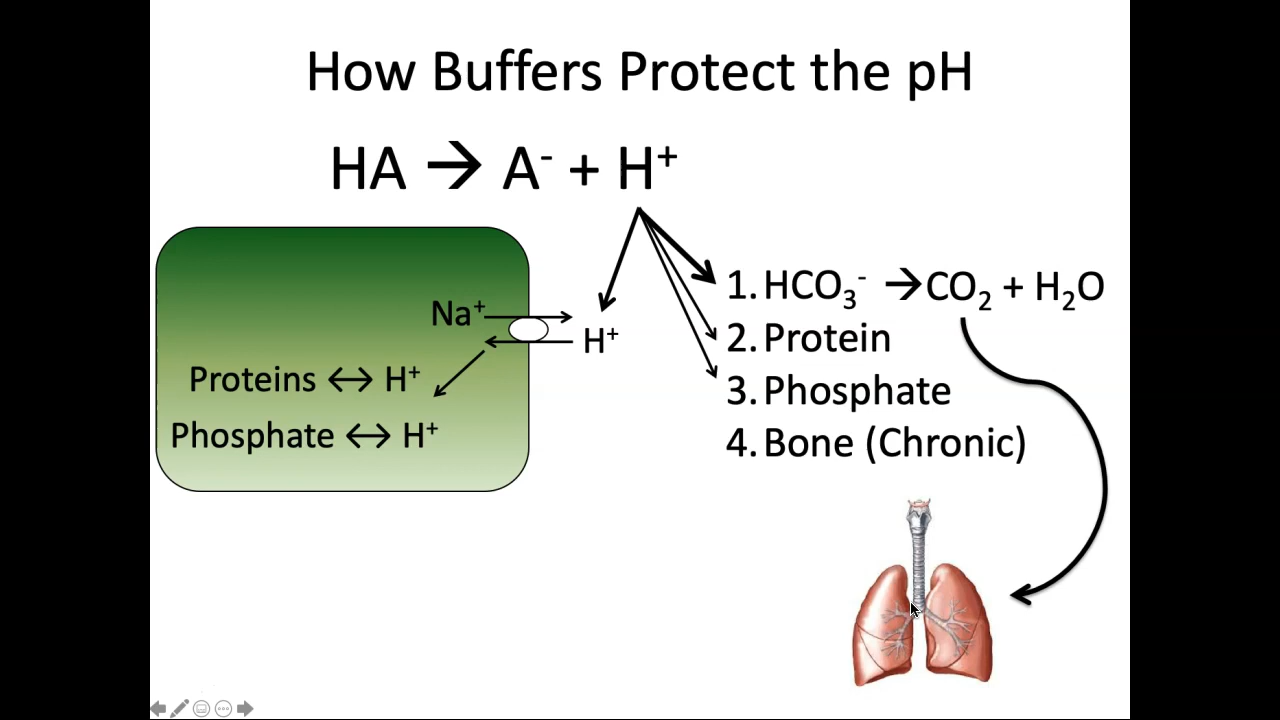 How Buffers Protect the pH
HA → A⁻ + H⁺
Na⁺
H⁺
Proteins ↔ H⁺
Phosphate ↔ H⁺
1. HCO₃⁻ → CO₂ + H₂O
2. Protein
3. Phosphate
4. Bone (Chronic)